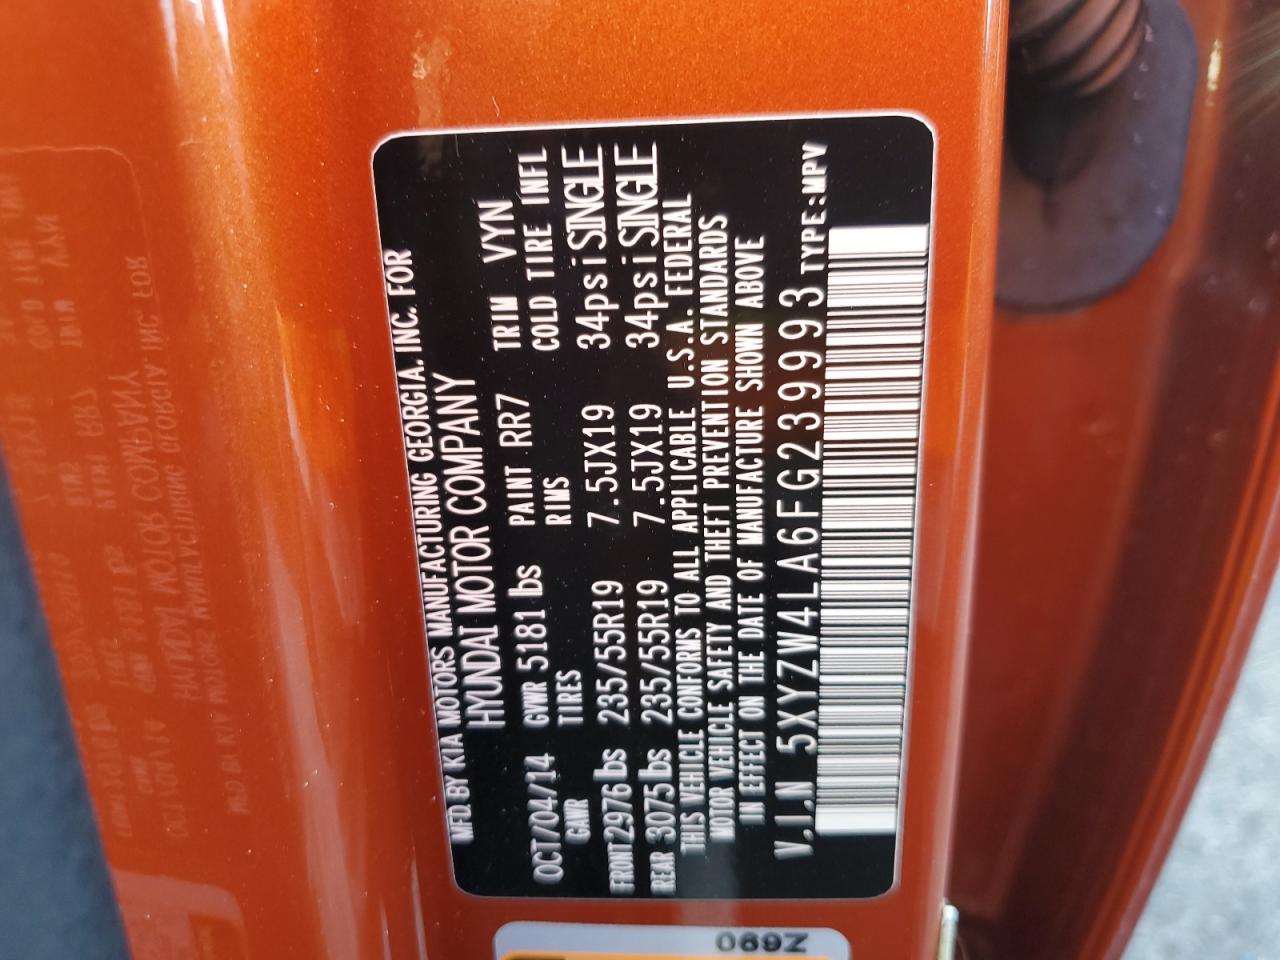 MFD BY KIA MOTORS MANUFACTURING GEORGIA, INC. FOR
HYUNDAI MOTOR COMPANY
OCT/04/14 GVWR 5181 lbs PAINT RR7 TRIM VYN
GAWR TIRES RIMS COLD TIRE INFL
FRONT 2976 lbs 235/55R19 7.5JX19 34psi SINGLE
REAR 3075 lbs 235/55R19 7.5JX19 34psi SINGLE
THIS VEHICLE CONFORMS TO ALL APPLICABLE U.S.A. FEDERAL
MOTOR VEHICLE SAFETY AND THEFT PREVENTION STANDARDS
IN EFFECT ON THE DATE OF MANUFACTURE SHOWN ABOVE
V.I.N 5XYZW4LA6FG239993 TYPE:MPV
069Z